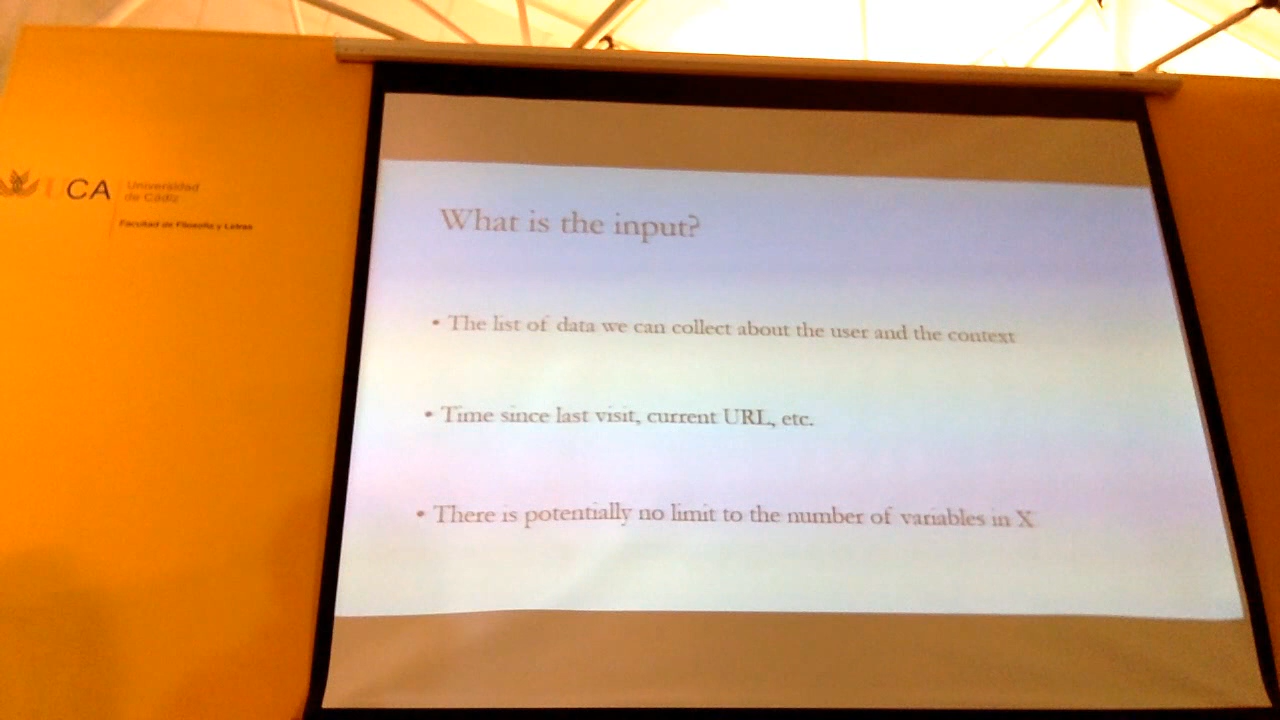 UCA
Universidad
de Cádiz
Facultad de Filosofía y Letras
What is the input?
• The list of data we can collect about the user and the context
• Time since last visit, current URL, etc.
• There is potentially no limit to the number of variables in X